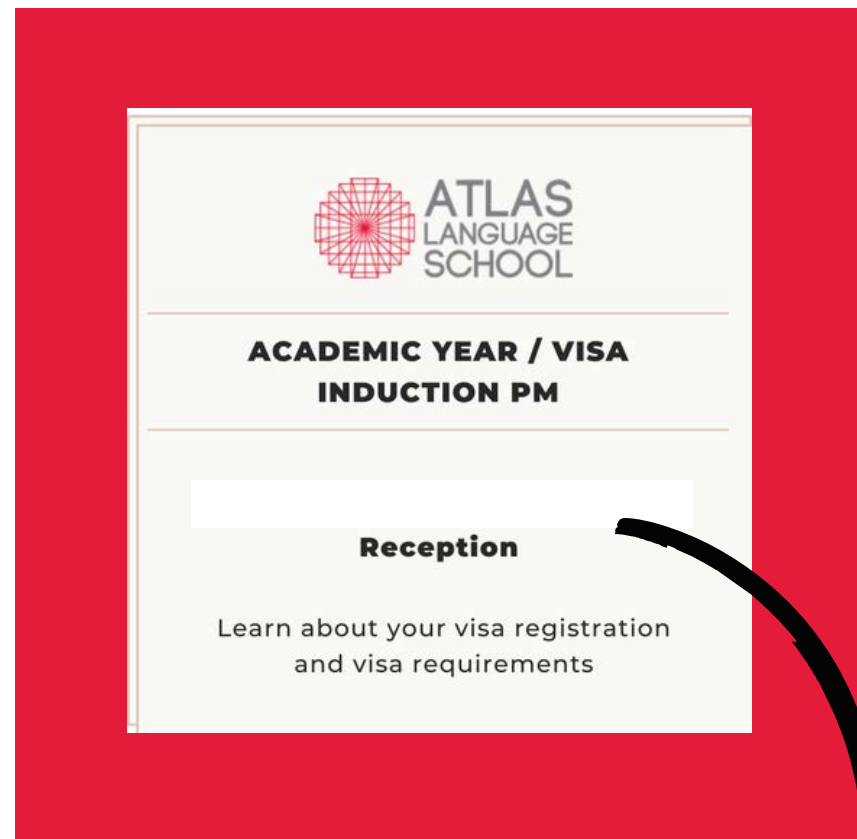 ATLAS
LANGUAGE
SCHOOL
ACADEMIC YEAR / VISA
INDUCTION PM
Reception
Learn about your visa registration
and visa requirements